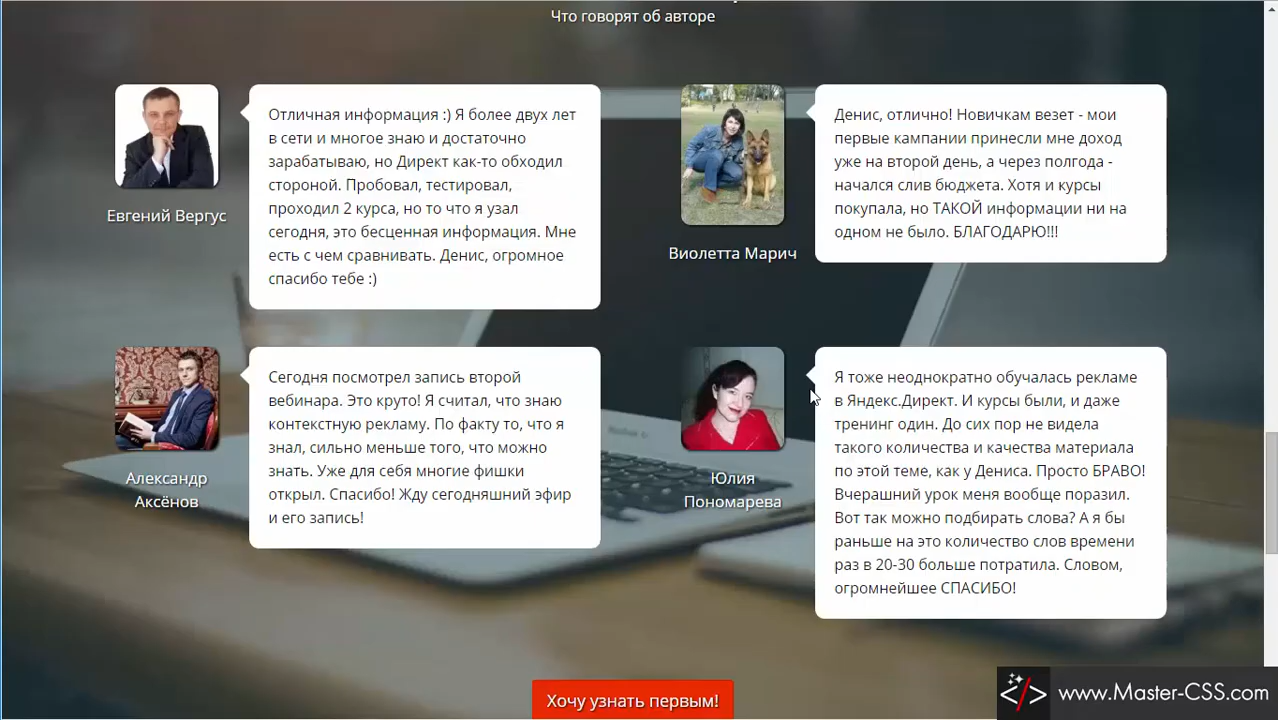 Что говорят об авторе
Отличная информация :) Я более двух лет
в сети и многое знаю и достаточно
зарабатываю, но Директ как-то обходил
стороной. Пробовал, тестировал,
проходил 2 курса, но то что я узал
сегодня, это бесценная информация. Мне
есть с чем сравнивать. Денис, огромное
спасибо тебе :)
Евгений Вергус
Денис, отлично! Новичкам везет - мои
первые кампании принесли мне доход
уже на второй день, а через полгода -
начался слив бюджета. Хотя и курсы
покупала, но ТАКОЙ информации ни на
одном не было. БЛАГОДАРЮ!!!
Виолетта Марич
Сегодня посмотрел запись второй
вебинара. Это круто! Я считал, что знаю
контекстную рекламу. По факту то, что я
знал, сильно меньше того, что можно
знать. Уже для себя многие фишки
открыл. Спасибо! Жду сегодняшний эфир
и его запись!
Александр
Аксёнов
Я тоже неоднократно обучалась рекламе
в Яндекс.Директ. И курсы были, и даже
тренинг один. До сих пор не видела
такого количества и качества материала
по этой теме, как у Дениса. Просто БРАВО!
Вчерашний урок меня вообще поразил.
Вот так можно подбирать слова? А я бы
раньше на это количество слов времени
раз в 20-30 больше потратила. Словом,
огромнейшее СПАСИБО!
Юлия
Пономарева
Хочу узнать первым!
www.Master-CSS.com